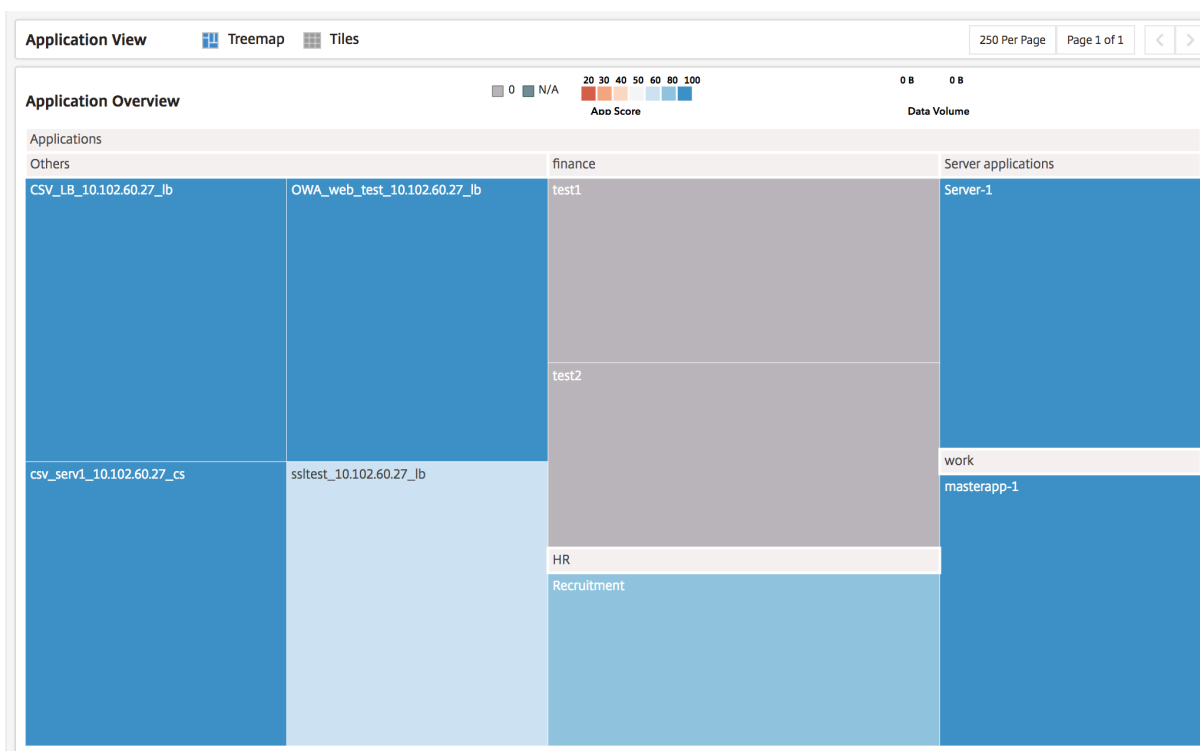 Application View Treemap Tiles 250 Per Page Page 1 of 1
Application Overview
0 N/A
20 30 40 50 60 80 100
App Score
0 B 0 B
Data Volume
Applications
Others
CSV_LB_10.102.60.27_lb
OWA_web_test_10.102.60.27_lb
csv_serv1_10.102.60.27_cs
ssltest_10.102.60.27_lb
finance
test1
test2
HR
Recruitment
Server applications
Server-1
work
masterapp-1